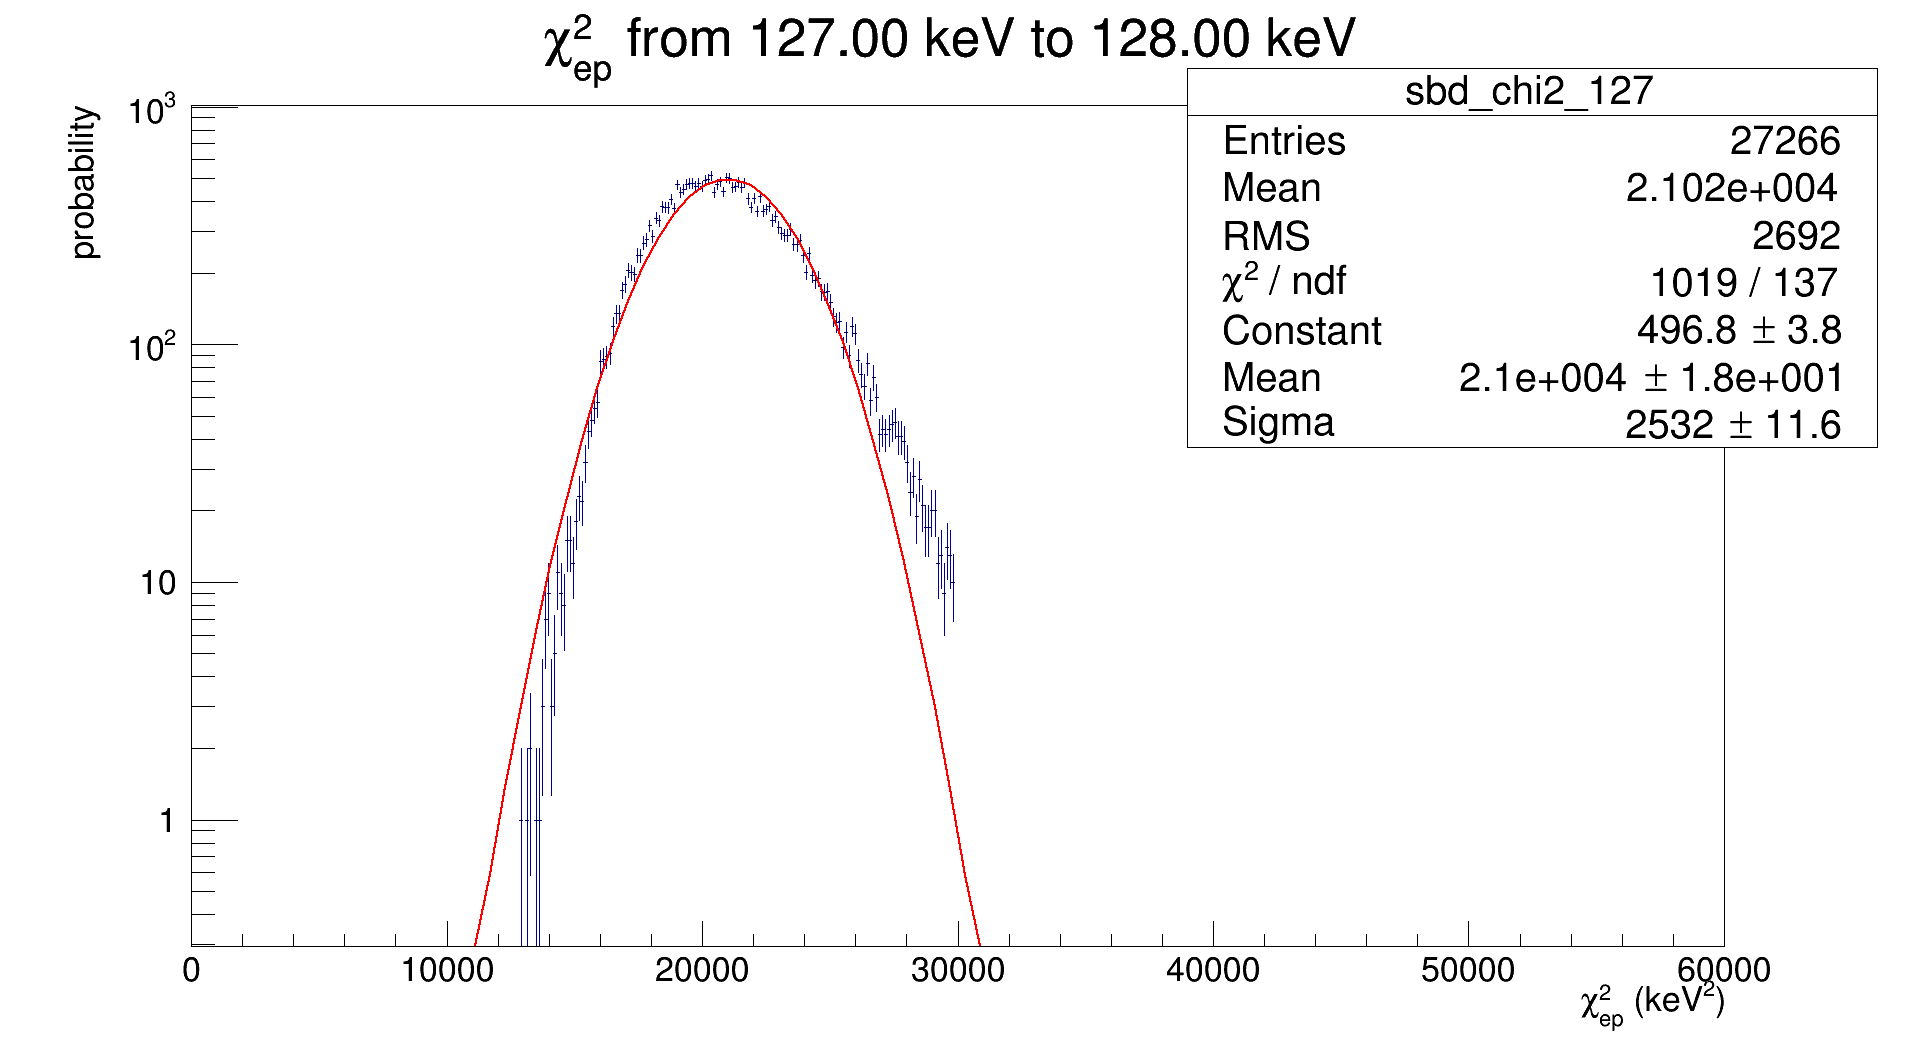 χ²ep from 127.00 keV to 128.00 keV
sbd_chi2_127
Entries 27266
Mean 2.102e+004
RMS 2692
χ² / ndf 1019 / 137
Constant 496.8 ± 3.8
Mean 2.1e+004 ± 1.8e+001
Sigma 2532 ± 11.6
probability
10³
10²
10
1
0 10000 20000 30000 40000 50000 60000
χ²ep (keV²)